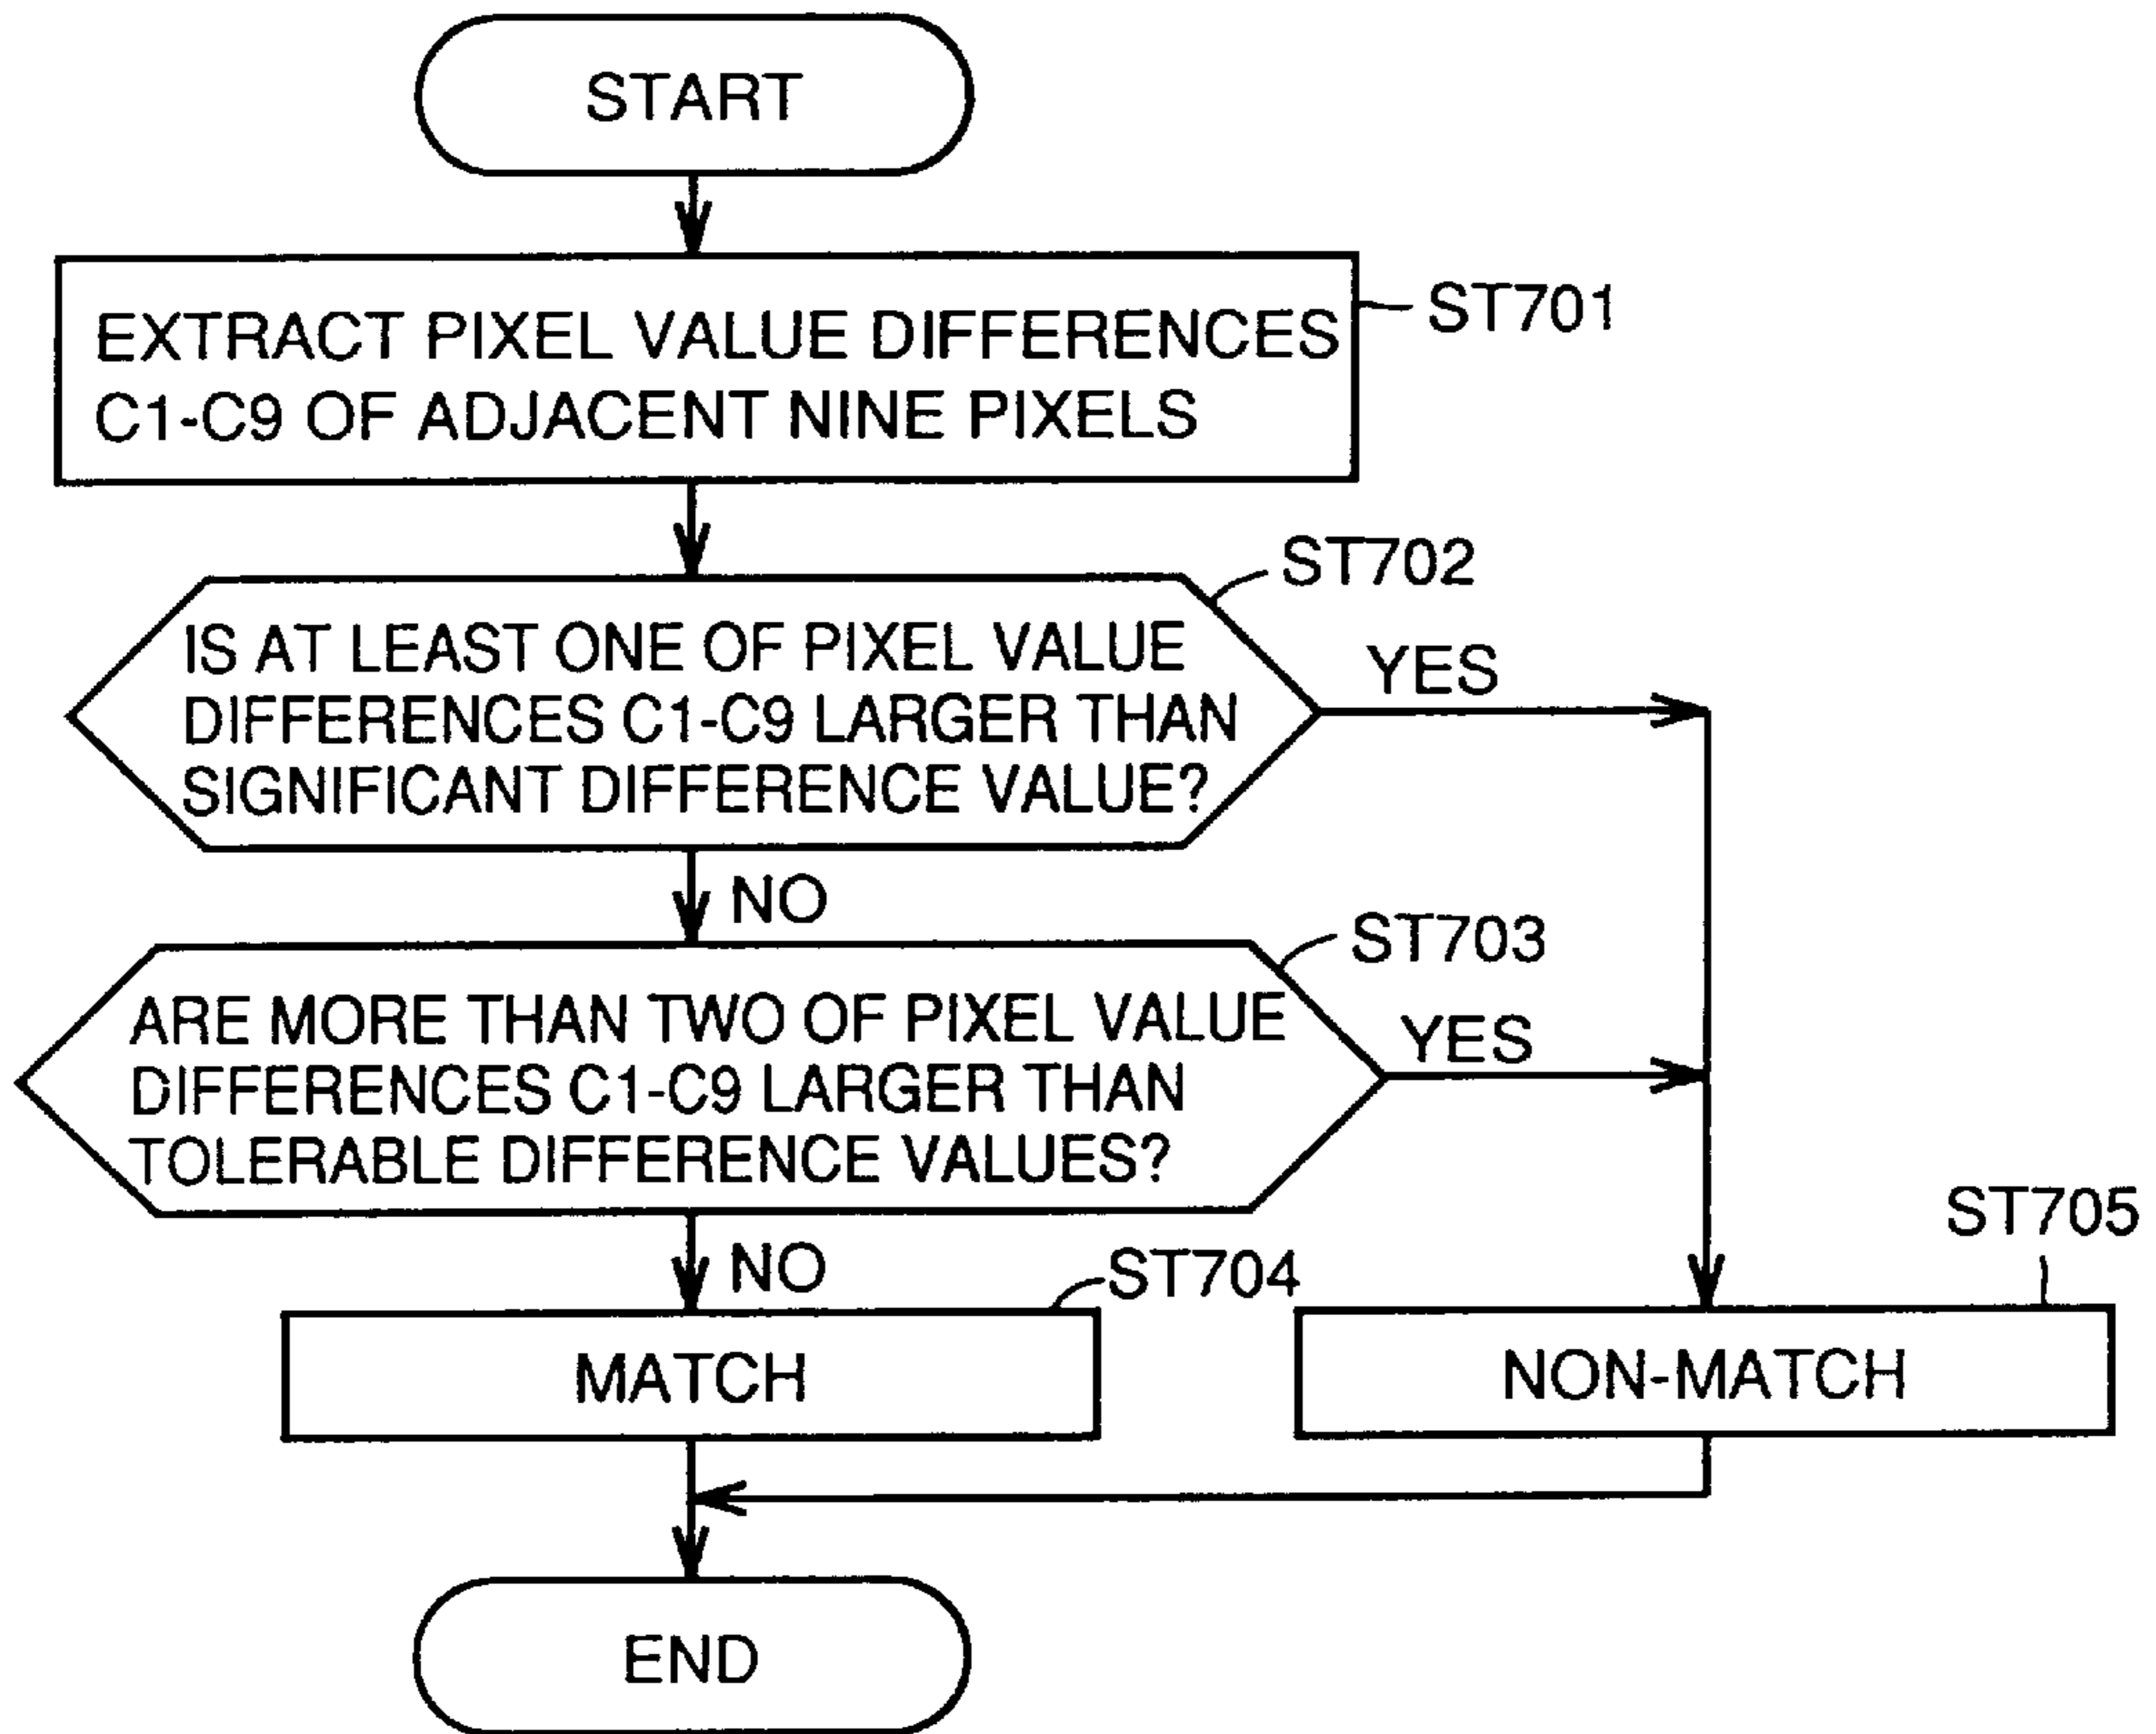 START
EXTRACT PIXEL VALUE DIFFERENCES
C1-C9 OF ADJACENT NINE PIXELS
ST701
ST702
IS AT LEAST ONE OF PIXEL VALUE
DIFFERENCES C1-C9 LARGER THAN
SIGNIFICANT DIFFERENCE VALUE?
YES
NO
ST703
ARE MORE THAN TWO OF PIXEL VALUE
DIFFERENCES C1-C9 LARGER THAN
TOLERABLE DIFFERENCE VALUES?
YES
NO
ST704
ST705
MATCH
NON-MATCH
END